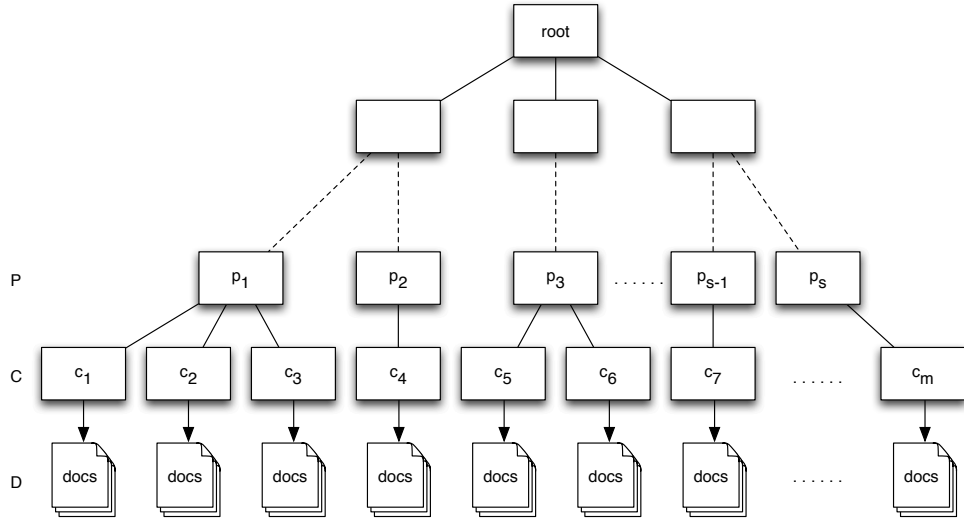 root
P p₁ p₂ p₃ ...... pₛ₋₁ pₛ
C c₁ c₂ c₃ c₄ c₅ c₆ c₇ ...... cₘ
D docs docs docs docs docs docs docs ...... docs